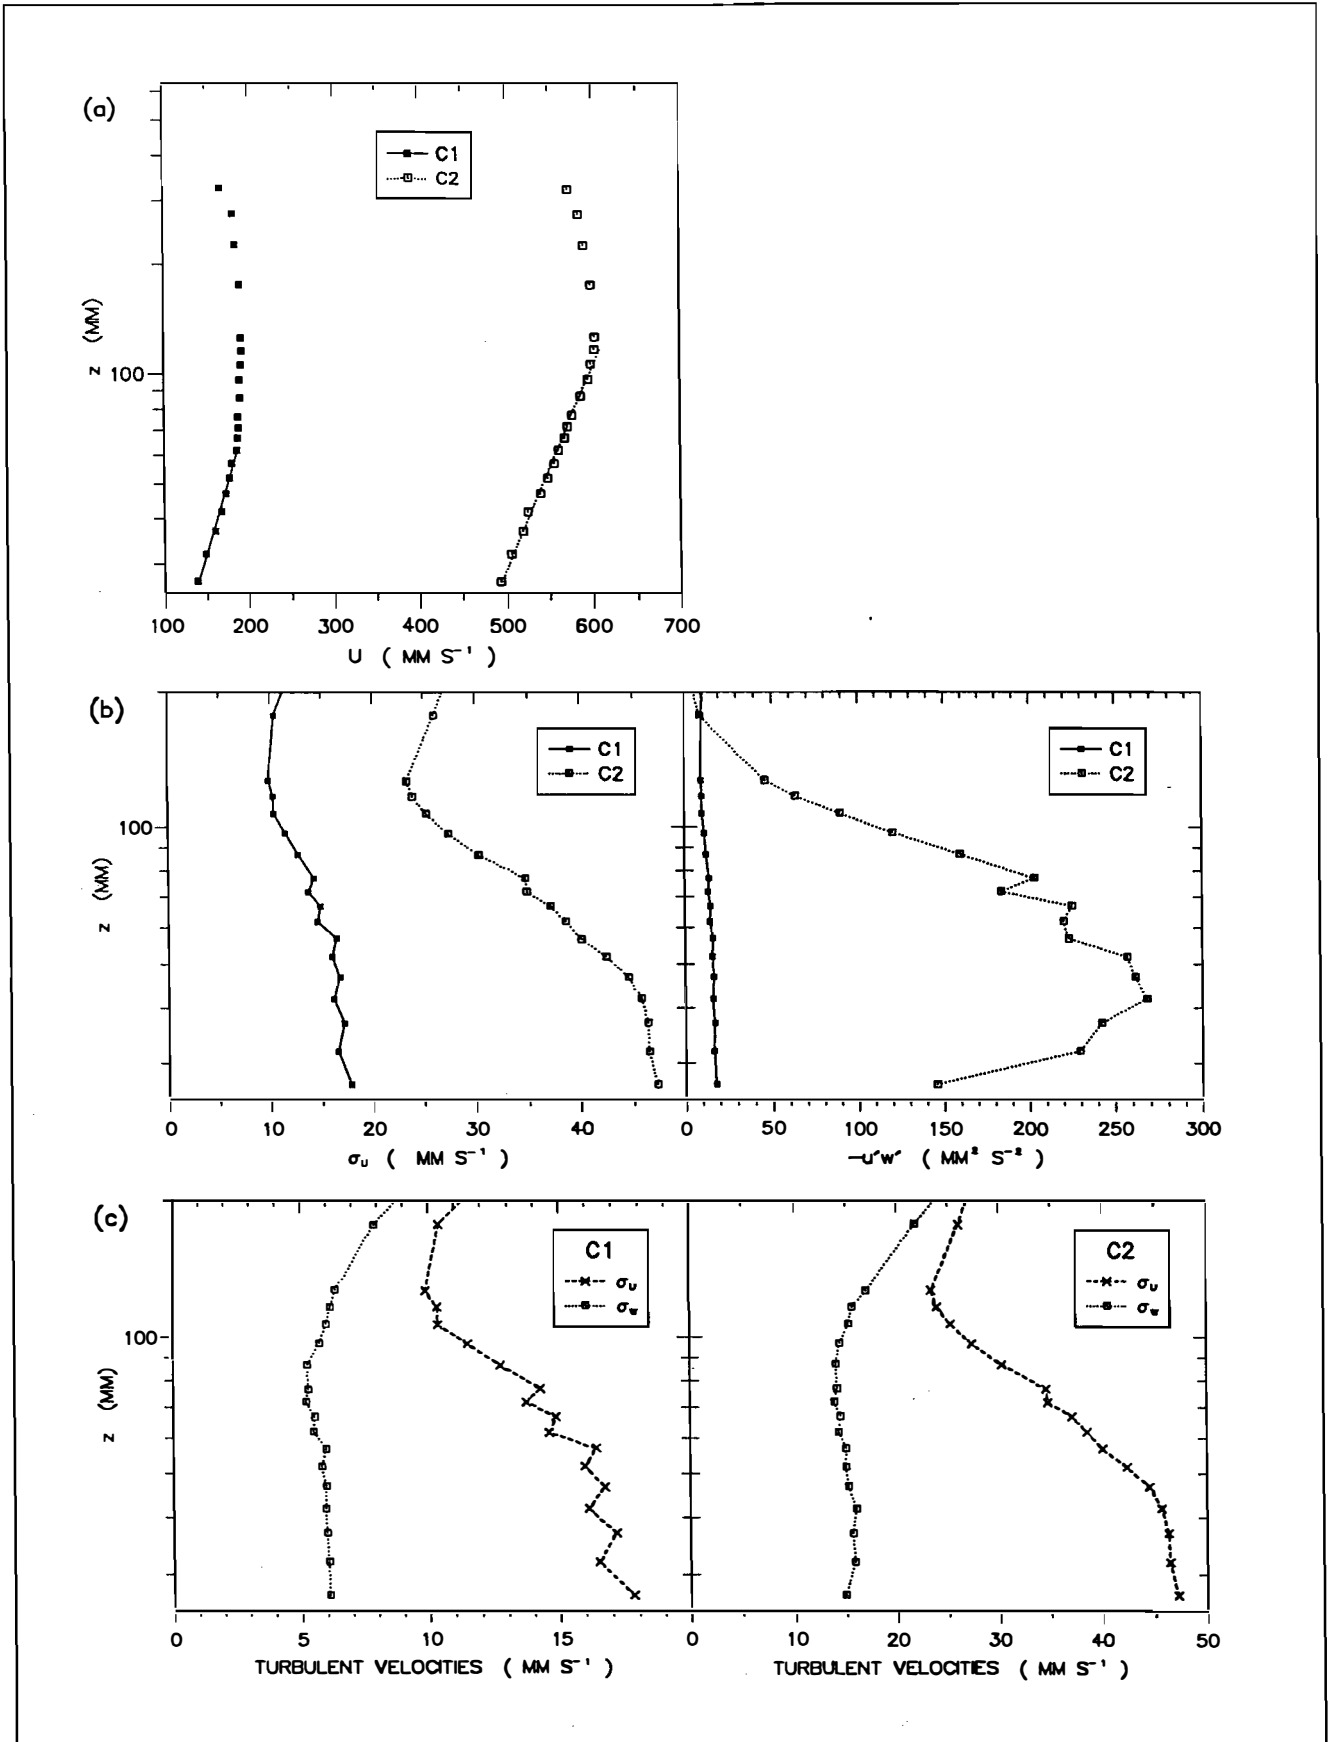 (a)
C1
C2
z (MM)
100
100 200 300 400 500 600 700
U ( MM S⁻¹ )
(b)
C1
C2
C1
C2
z (MM)
100
0 10 20 30 40
0 50 100 150 200 250 300
σᵤ ( MM S⁻¹ )
–u'w' ( MM² S⁻² )
(c)
C1
σᵤ
σ_w
C2
σᵤ
σ_w
z (MM)
100
0 5 10 15
0 10 20 30 40 50
TURBULENT VELOCITIES ( MM S⁻¹ )
TURBULENT VELOCITIES ( MM S⁻¹ )